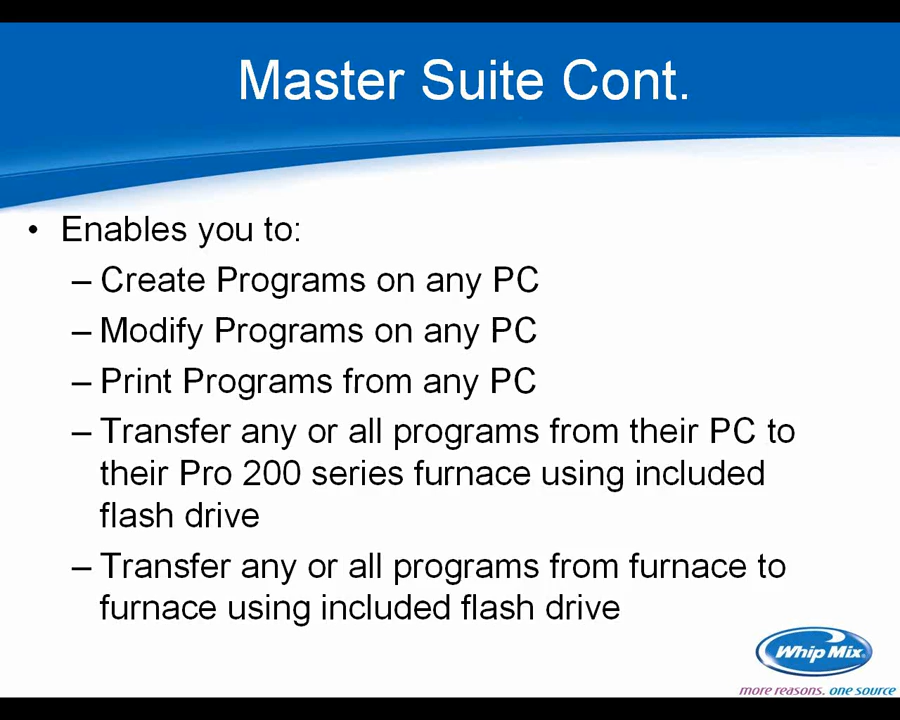 Master Suite Cont.
• Enables you to:
– Create Programs on any PC
– Modify Programs on any PC
– Print Programs from any PC
– Transfer any or all programs from their PC to
their Pro 200 series furnace using included
flash drive
– Transfer any or all programs from furnace to
furnace using included flash drive
Whip Mix
more reasons. one source